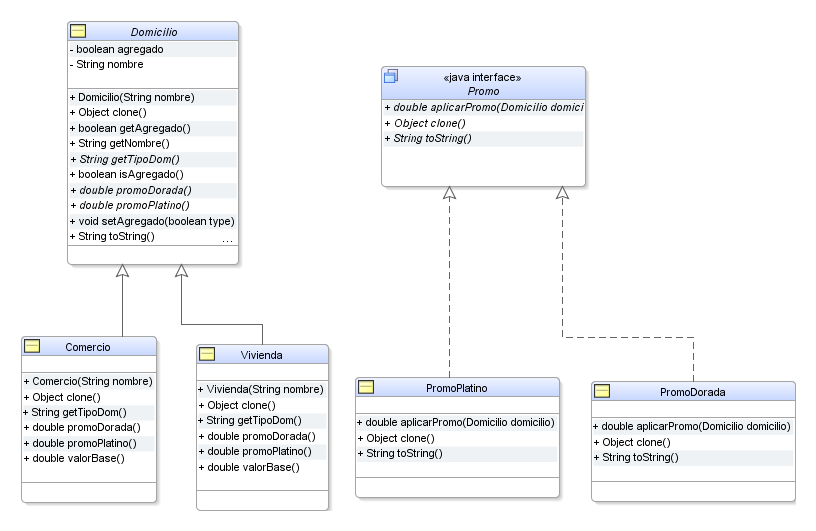 Domicilio
- boolean agregado
- String nombre
+ Domicilio(String nombre)
+ Object clone()
+ boolean getAgregado()
+ String getNombre()
+ String getTipoDom()
+ boolean isAgregado()
+ double promoDorada()
+ double promoPlatino()
+ void setAgregado(boolean type)
+ String toString()
...
«java interface»
Promo
+ double aplicarPromo(Domicilio domici
+ Object clone()
+ String toString()
Comercio
+ Comercio(String nombre)
+ Object clone()
+ String getTipoDom()
+ double promoDorada()
+ double promoPlatino()
+ double valorBase()
Vivienda
+ Vivienda(String nombre)
+ Object clone()
+ String getTipoDom()
+ double promoDorada()
+ double promoPlatino()
+ double valorBase()
PromoPlatino
+ double aplicarPromo(Domicilio domicilio)
+ Object clone()
+ String toString()
PromoDorada
+ double aplicarPromo(Domicilio domicilio)
+ Object clone()
+ String toString()